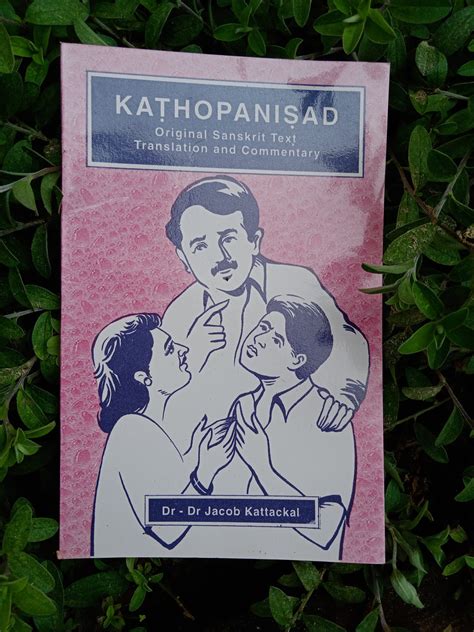 KAṬHOPANIṢAD
Original Sanskrit Text
Translation and Commentary
Dr - Dr Jacob Kattackal